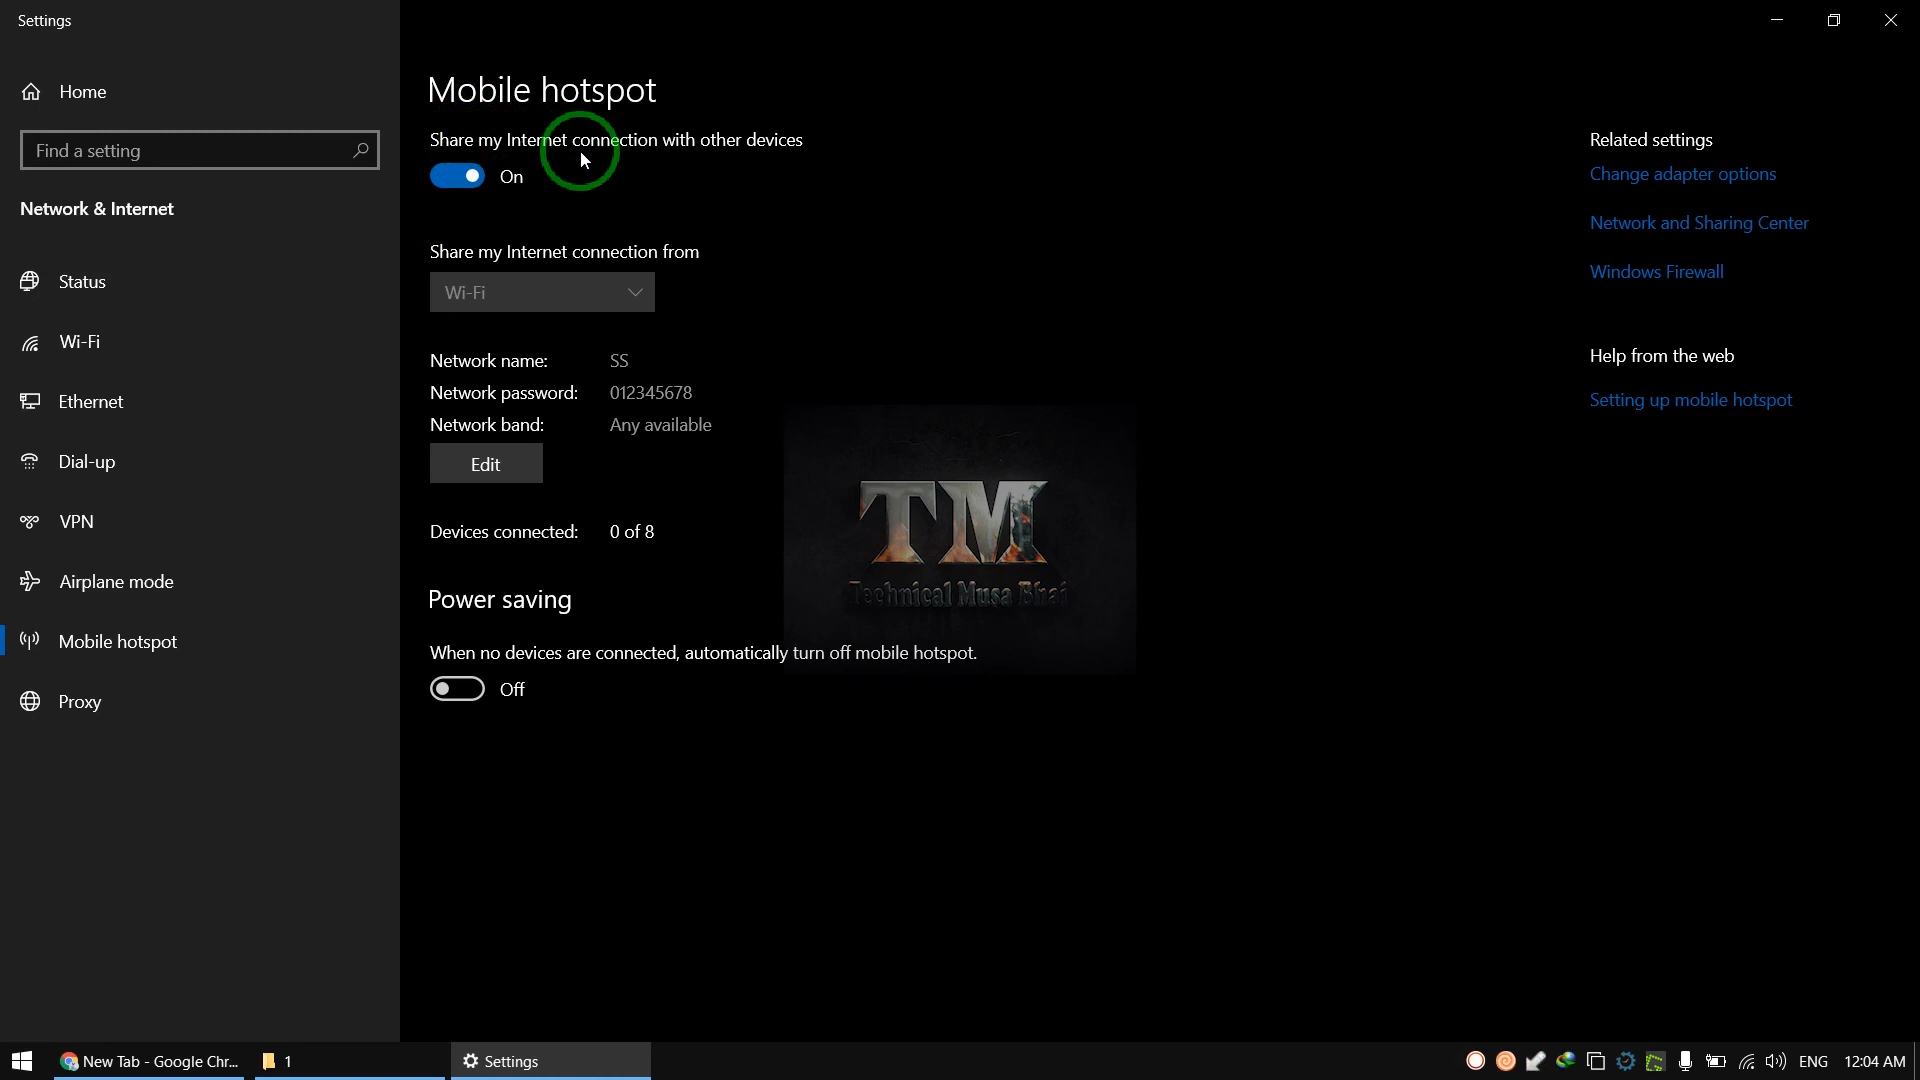 Settings
Home
Find a setting
Network & Internet
Status
Wi-Fi
Ethernet
Dial-up
VPN
Airplane mode
Mobile hotspot
Proxy
Mobile hotspot
Share my Internet connection with other devices
On
Share my Internet connection from
Wi-Fi
Network name: SS
Network password: 012345678
Network band: Any available
Edit
Devices connected: 0 of 8
Power saving
When no devices are connected, automatically turn off mobile hotspot.
Off
TM
Technical Musa Bhai
Related settings
Change adapter options
Network and Sharing Center
Windows Firewall
Help from the web
Setting up mobile hotspot
New Tab - Google Chr...
1
Settings
ENG
12:04 AM